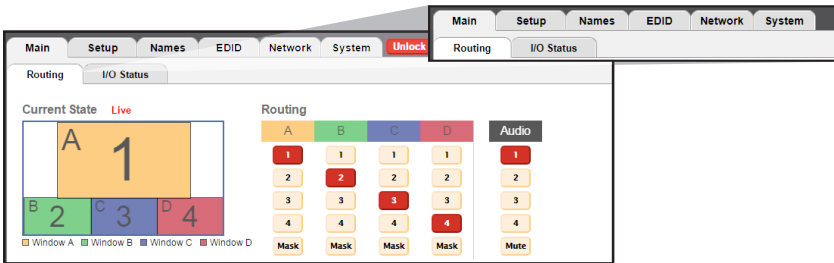 Main Setup Names EDID Network System
Routing I/O Status
Main Setup Names EDID Network System Unlock
Routing I/O Status
Current State Live
Routing
A B C D Audio
A 1
B 2 C 3 D 4
Window A Window B Window C Window D
1 1 1 1 1
2 2 2 2 2
3 3 3 3 3
4 4 4 4 4
Mask Mask Mask Mask Mute